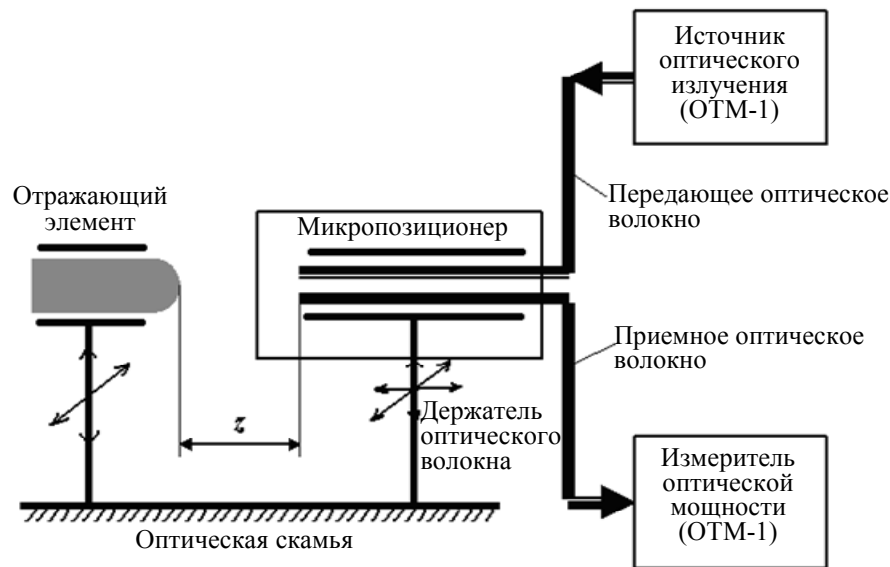 Источник
оптического
излучения
(ОТМ-1)
Передающее оптическое
волокно
Отражающий
элемент
Микропозиционер
Приемное оптическое
волокно
z
Держатель
оптического
волокна
Измеритель
оптической
мощности
(ОТМ-1)
Оптическая скамья